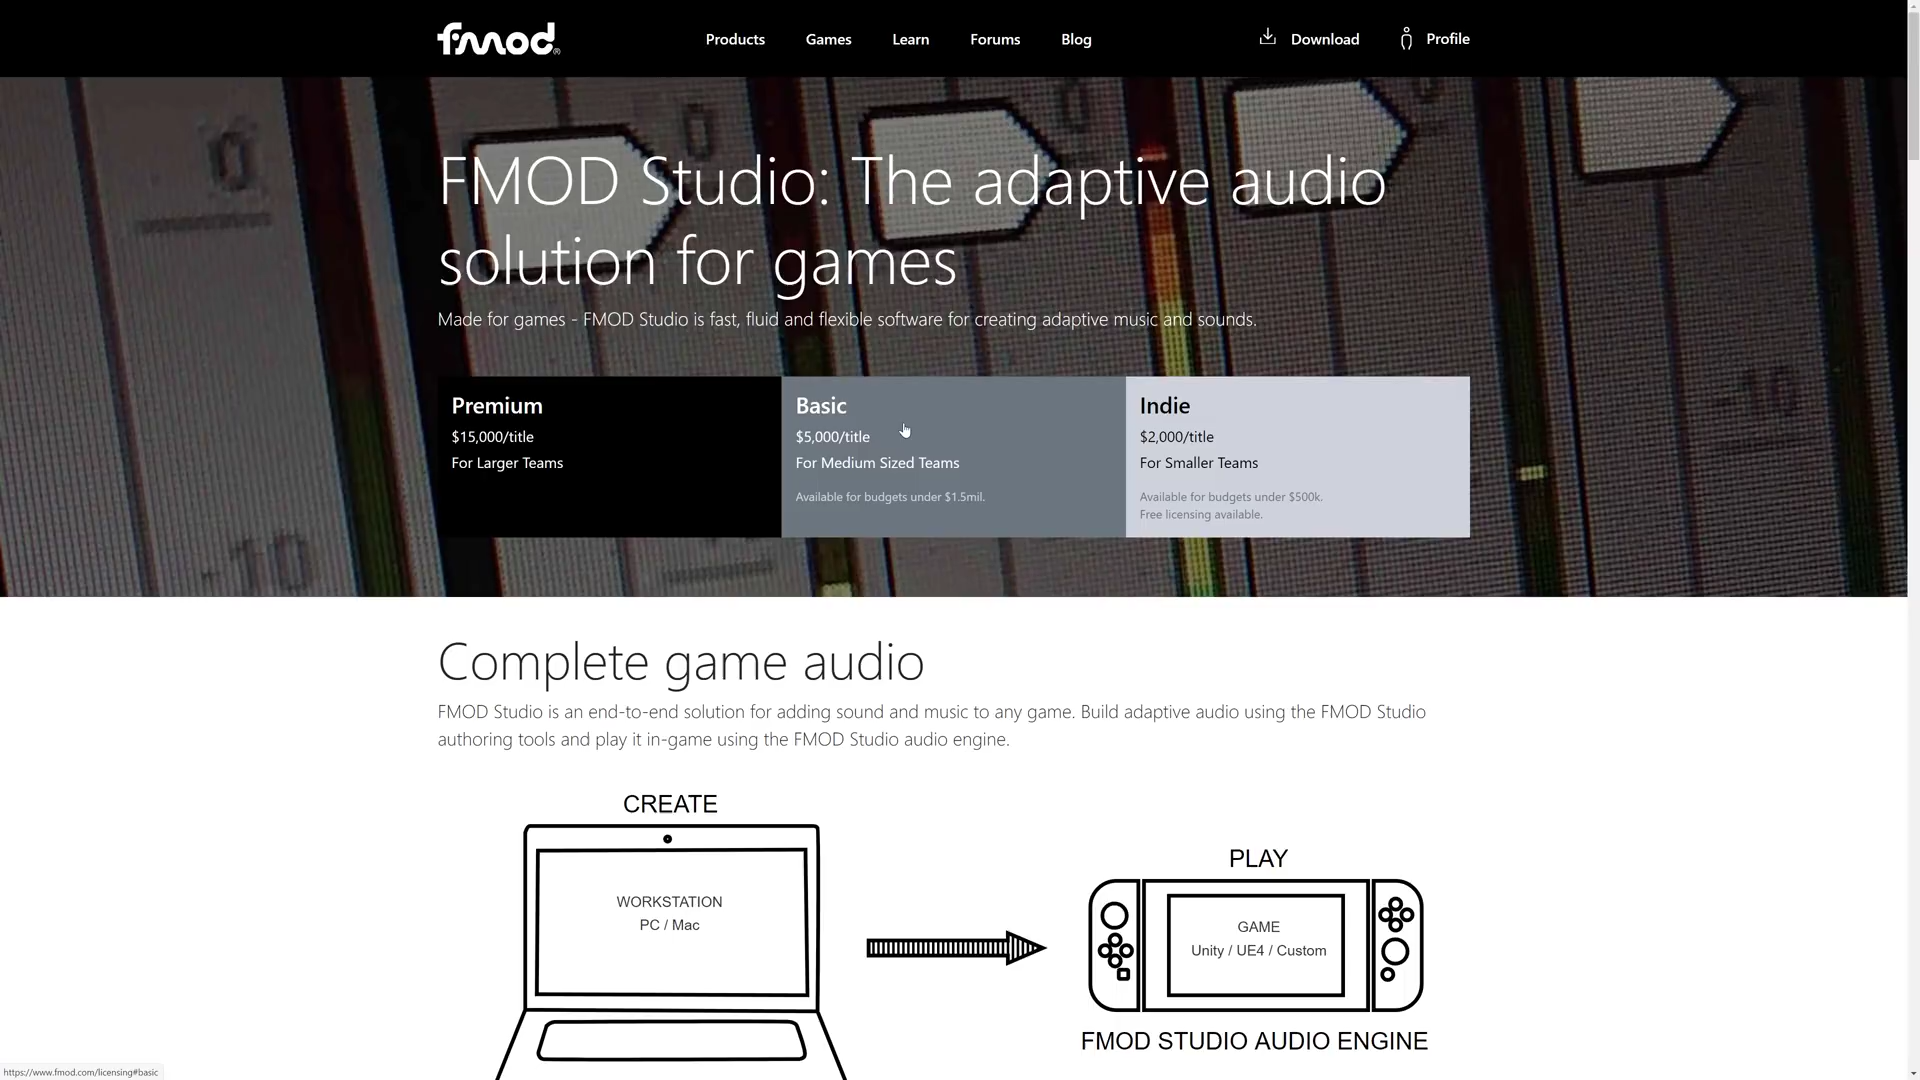 fmod®
Products Games Learn Forums Blog Download Profile
FMOD Studio: The adaptive audio
solution for games
Made for games - FMOD Studio is fast, fluid and flexible software for creating adaptive music and sounds.
Premium
$15,000/title
For Larger Teams
Basic
$5,000/title
For Medium Sized Teams
Available for budgets under $1.5mil.
Indie
$2,000/title
For Smaller Teams
Available for budgets under $500k.
Free licensing available.
0
0
0
-10
-10
-10
Complete game audio
FMOD Studio is an end-to-end solution for adding sound and music to any game. Build adaptive audio using the FMOD Studio
authoring tools and play it in-game using the FMOD Studio audio engine.
CREATE
WORKSTATION
PC / Mac
PLAY
GAME
Unity / UE4 / Custom
FMOD STUDIO AUDIO ENGINE
https://www.fmod.com/licensing#basic